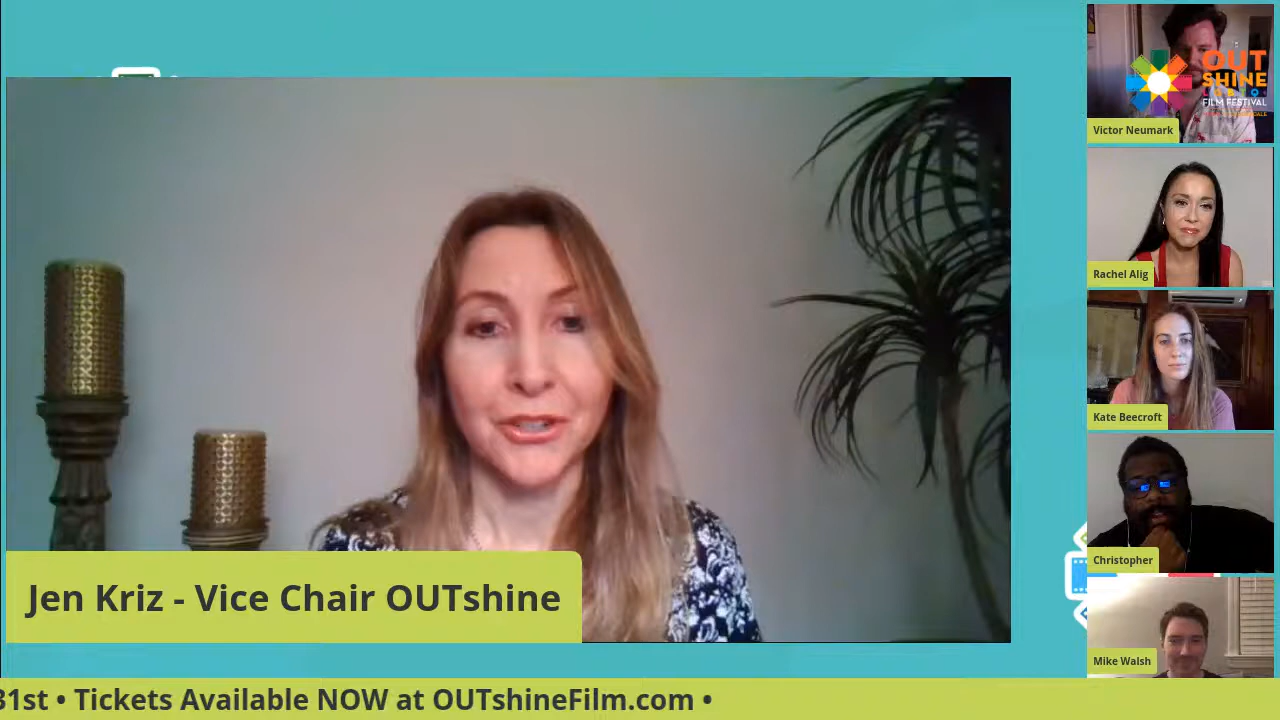 OUT
SHINE
LGBTQ
FILM FESTIVAL
Victor Neumark
Rachel Alig
Kate Beecroft
Christopher
Mike Walsh
Jen Kriz - Vice Chair OUTshine
31st • Tickets Available NOW at OUTshineFilm.com •